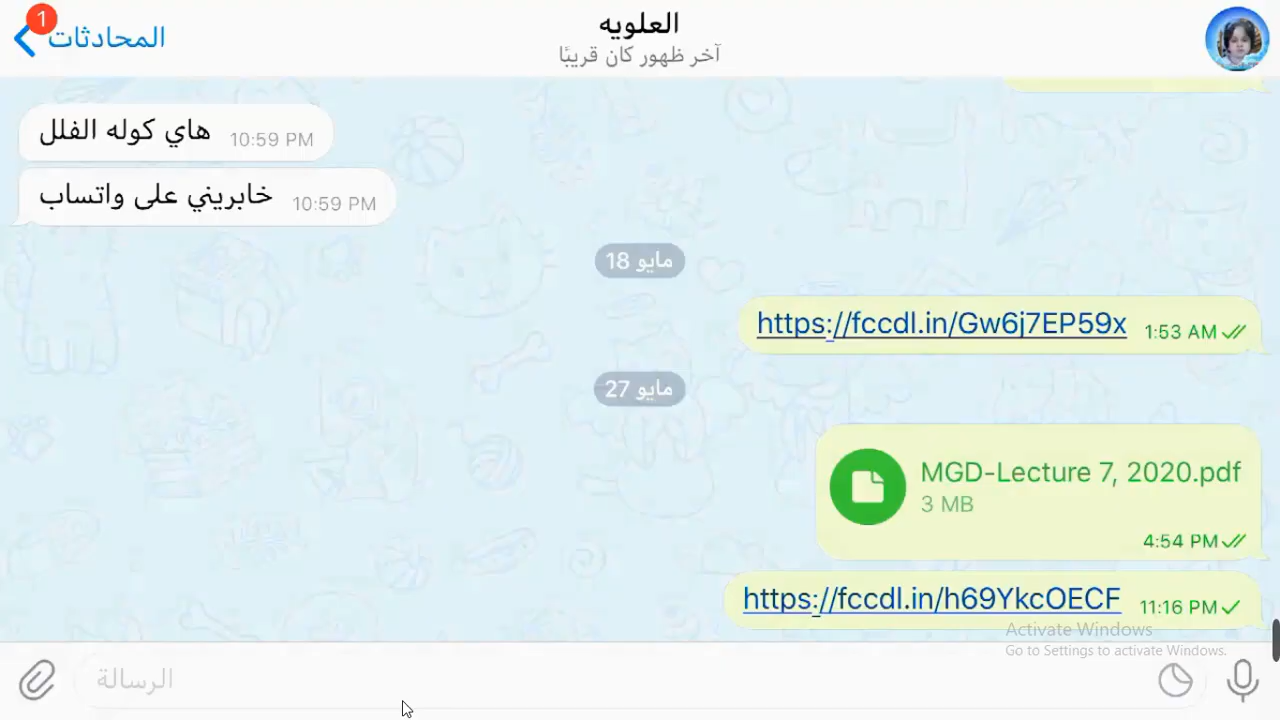 1
المحادثات
العلويه
آخر ظهور كان قريبًا
هاي كوله الفلل 10:59 PM
خابريني على واتساب 10:59 PM
مايو 18
https://fccdl.in/Gw6j7EP59x 1:53 AM
مايو 27
MGD-Lecture 7, 2020.pdf
3 MB
4:54 PM
https://fccdl.in/h69YkcOECF 11:16 PM
Activate Windows
Go to Settings to activate Windows.
الرسالة